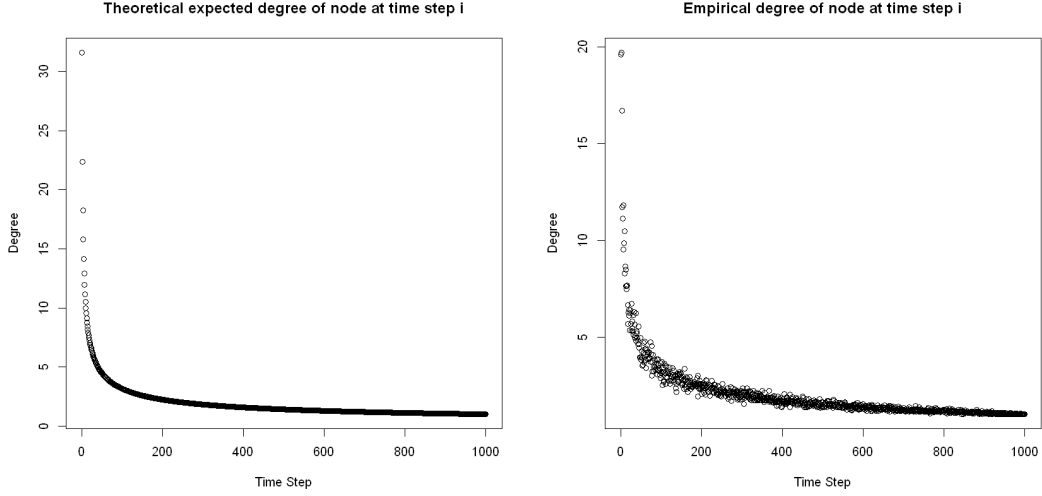 Theoretical expected degree of node at time step i
Degree
30
25
20
15
10
5
0
0 200 400 600 800 1000
Time Step
Empirical degree of node at time step i
Degree
20
15
10
5
0 200 400 600 800 1000
Time Step